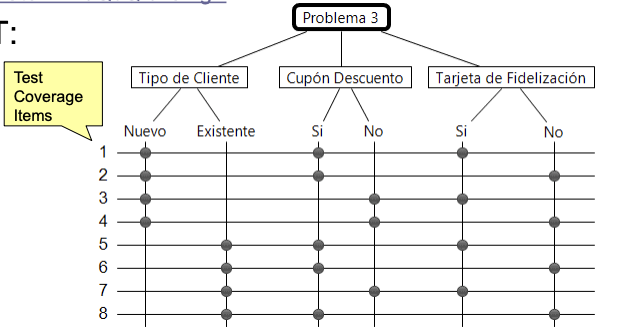 T:
Problema 3
Test
Coverage
Items
Tipo de Cliente
Cupón Descuento
Tarjeta de Fidelización
Nuevo
Existente
Si
No
Si
No
1
2
3
4
5
6
7
8